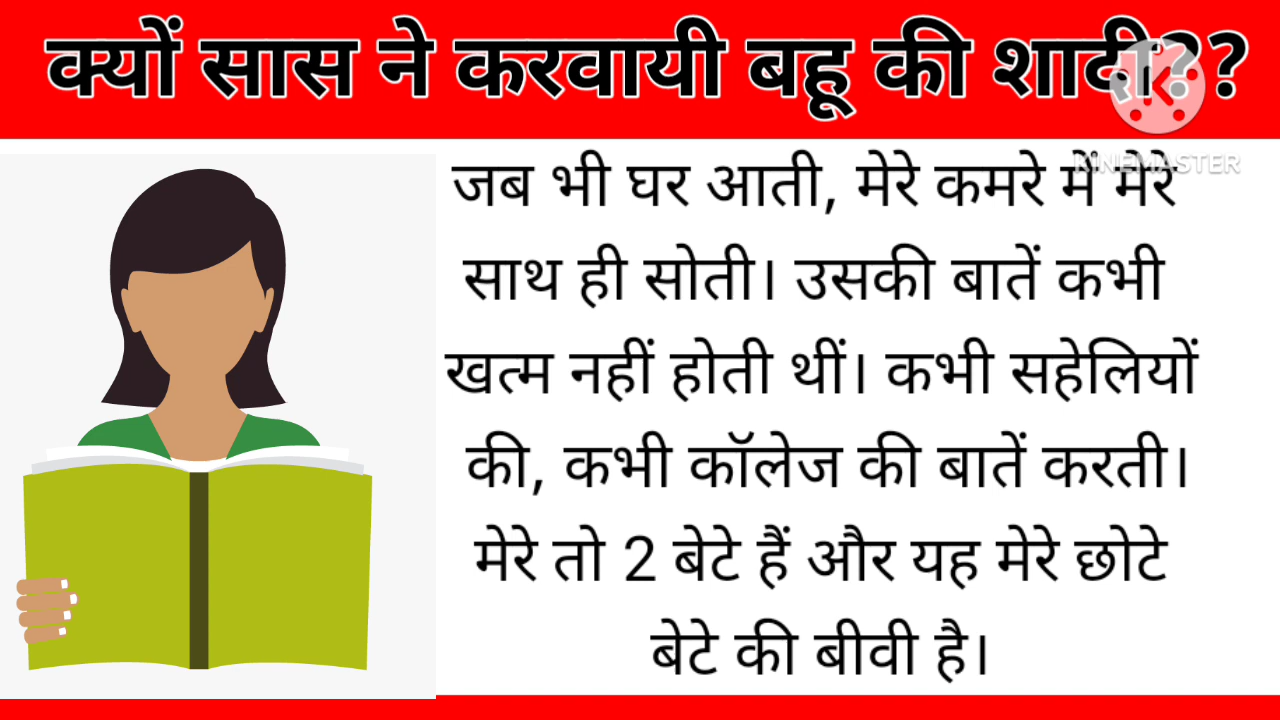 क्यों सास ने करवायी बहू की शादी??
KINEMASTER
जब भी घर आती, मेरे कमरे में मेरे
साथ ही सोती। उसकी बातें कभी
खत्म नहीं होती थीं। कभी सहेलियों
की, कभी कॉलेज की बातें करती।
मेरे तो 2 बेटे हैं और यह मेरे छोटे
बेटे की बीवी है।